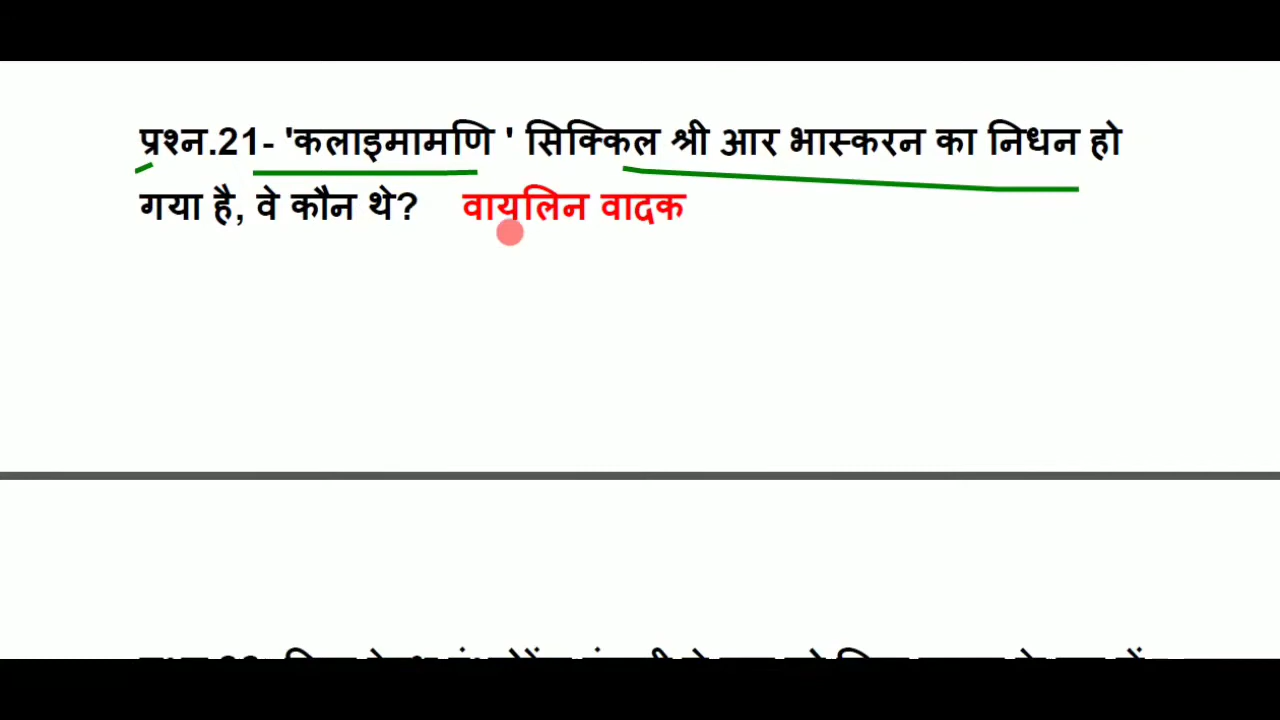 प्रश्न.21- 'कलाइमामणि ' सिक्किल श्री आर भास्करन का निधन हो
गया है, वे कौन थे? वायलिन वादक